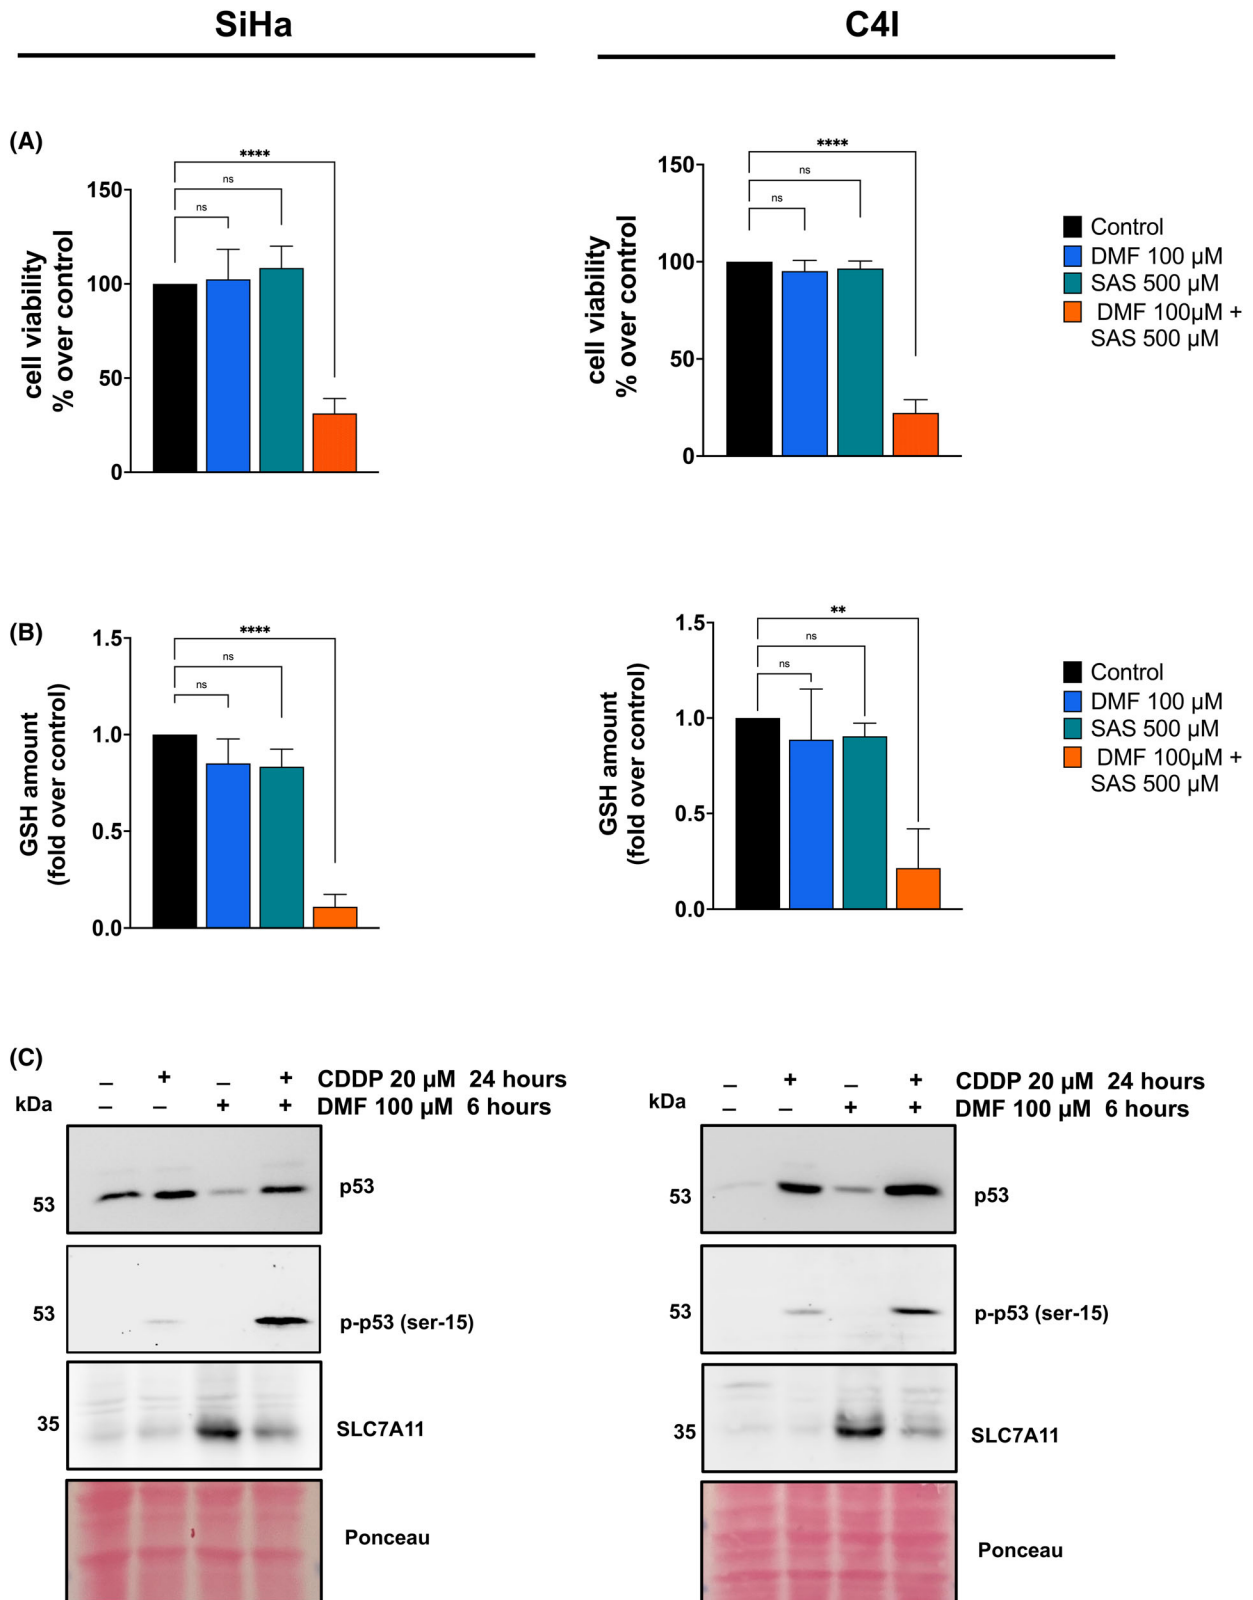 SiHa
C4I
(A)
cell viability
% over control
150
100
50
0
ns
ns
****
cell viability
% over control
150
100
50
0
ns
ns
****
Control
DMF 100 µM
SAS 500 µM
DMF 100µM +
SAS 500 µM
(B)
GSH amount
(fold over control)
1.5
1.0
0.5
0.0
ns
ns
****
GSH amount
(fold over control)
1.5
1.0
0.5
0.0
ns
ns
**
Control
DMF 100 µM
SAS 500 µM
DMF 100µM +
SAS 500 µM
(C)
– + – + CDDP 20 µM 24 hours
kDa – – + + DMF 100 µM 6 hours
53 p53
53 p-p53 (ser-15)
35 SLC7A11
Ponceau
– + – + CDDP 20 µM 24 hours
kDa – – + + DMF 100 µM 6 hours
53 p53
53 p-p53 (ser-15)
35 SLC7A11
Ponceau